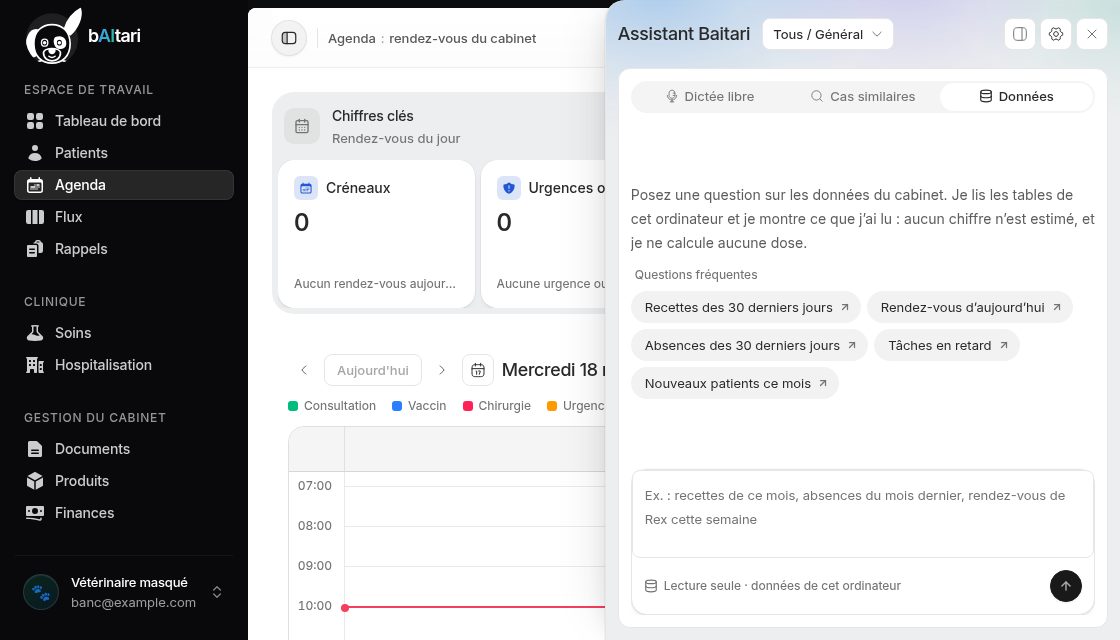 bAItari
ESPACE DE TRAVAIL
Tableau de bord
Patients
Agenda
Flux
Rappels
CLINIQUE
Soins
Hospitalisation
GESTION DU CABINET
Documents
Produits
Finances
Vétérinaire masqué
banc@example.com
Agenda : rendez-vous du cabinet
Chiffres clés
Rendez-vous du jour
Créneaux
0
Aucun rendez-vous aujour…
Urgences o
0
Aucune urgence ou
Aujourd'hui
17
Mercredi 18
Consultation
Vaccin
Chirurgie
Urgenc
07:00
08:00
09:00
10:00
Assistant Baitari
Tous / Général
Dictée libre
Cas similaires
Données
Posez une question sur les données du cabinet. Je lis les tables de
cet ordinateur et je montre ce que j’ai lu : aucun chiffre n’est estimé, et
je ne calcule aucune dose.
Questions fréquentes
Recettes des 30 derniers jours
Rendez-vous d’aujourd’hui
Absences des 30 derniers jours
Tâches en retard
Nouveaux patients ce mois
Ex. : recettes de ce mois, absences du mois dernier, rendez-vous de
Rex cette semaine
Lecture seule · données de cet ordinateur